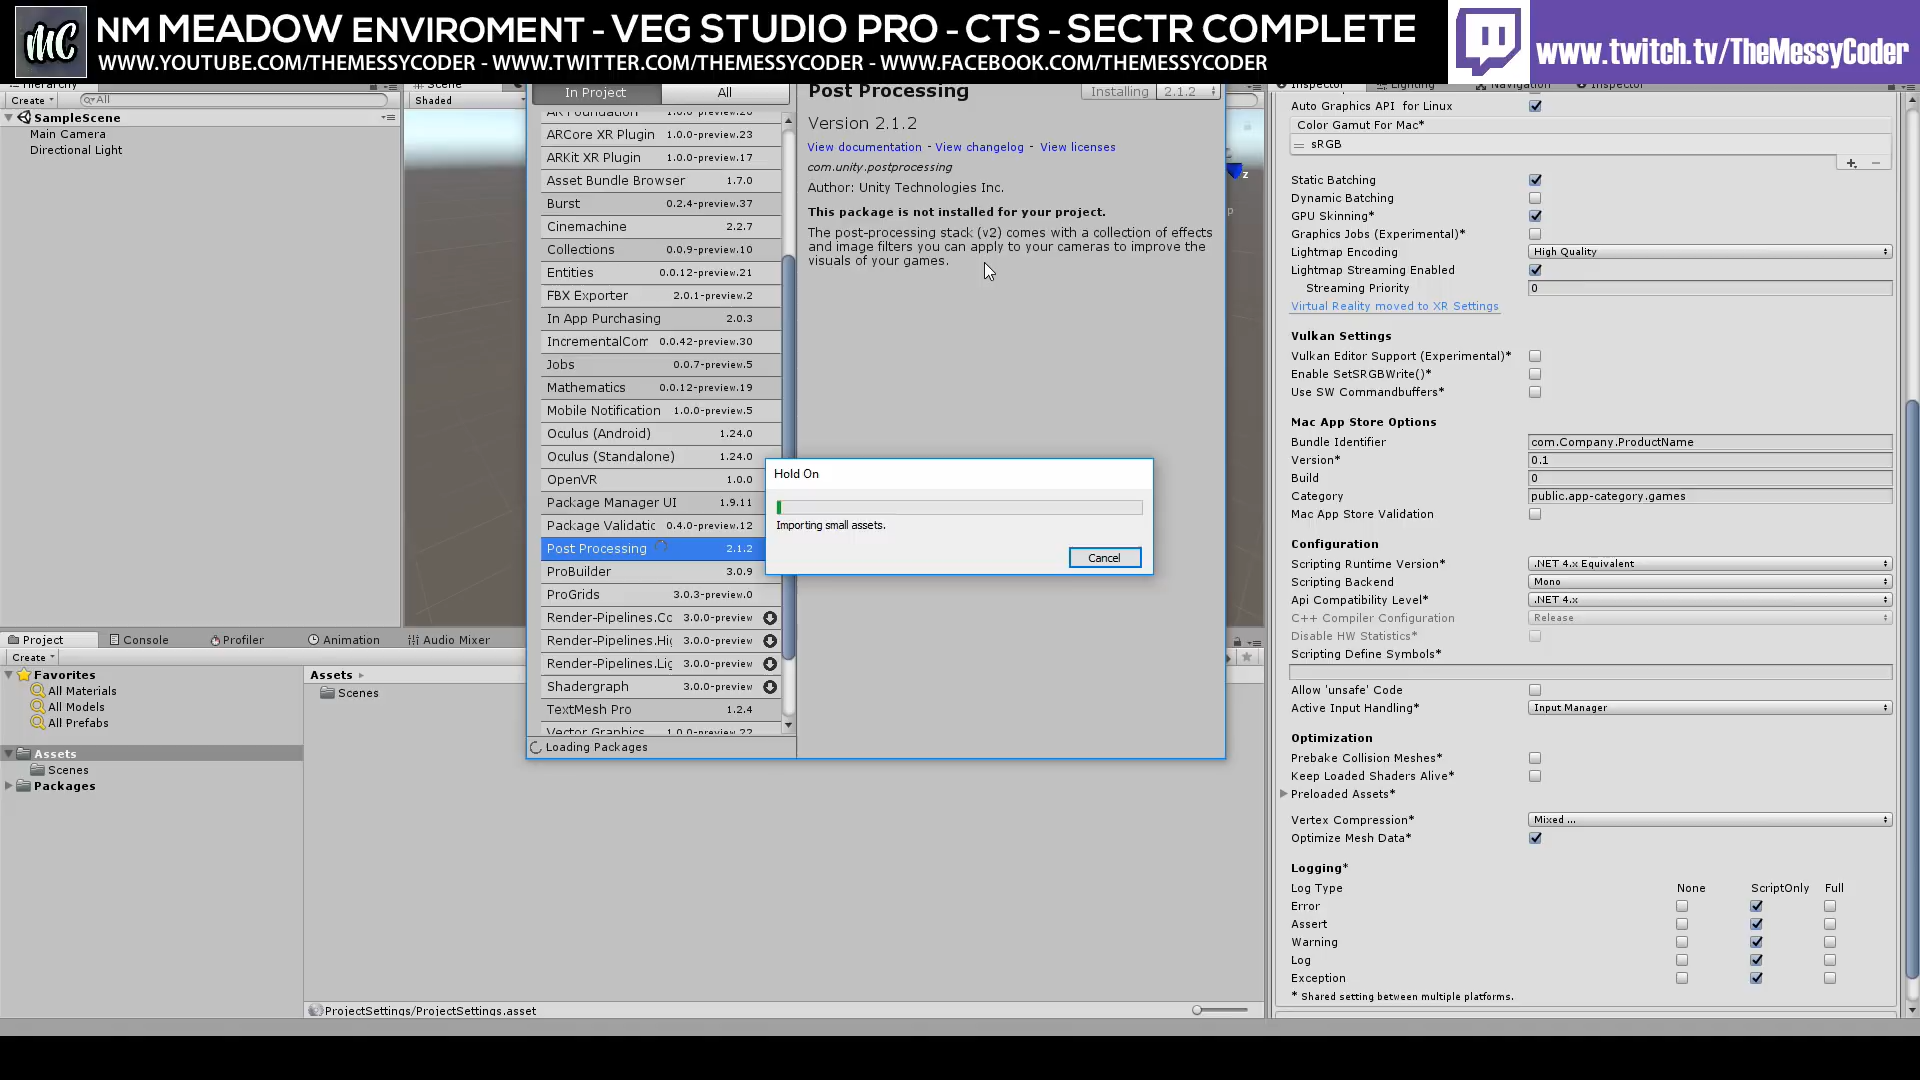 MC
NM MEADOW ENVIROMENT - VEG STUDIO PRO - CTS - SECTR COMPLETE
WWW.YOUTUBE.COM/THEMESSYCODER - WWW.TWITTER.COM/THEMESSYCODER - WWW.FACEBOOK.COM/THEMESSYCODER
www.twitch.tv/TheMessyCoder
Hierarchy
Create
All
SampleScene
Main Camera
Directional Light
Scene
Shaded
In Project
All
AR Foundation
ARCore XR Plugin 1.0.0-preview.23
ARKit XR Plugin 1.0.0-preview.17
Asset Bundle Browser 1.7.0
Burst 0.2.4-preview.37
Cinemachine 2.2.7
Collections 0.0.9-preview.10
Entities 0.0.12-preview.21
FBX Exporter 2.0.1-preview.2
In App Purchasing 2.0.3
IncrementalCom 0.0.42-preview.30
Jobs 0.0.7-preview.5
Mathematics 0.0.12-preview.19
Mobile Notification 1.0.0-preview.5
Oculus (Android) 1.24.0
Oculus (Standalone) 1.24.0
OpenVR 1.0.0
Package Manager UI 1.9.11
Package Validatic 0.4.0-preview.12
Post Processing 2.1.2
ProBuilder 3.0.9
ProGrids 3.0.3-preview.0
Render-Pipelines.Cc 3.0.0-preview
Render-Pipelines.Hig 3.0.0-preview
Render-Pipelines.Lig 3.0.0-preview
Shadergraph 3.0.0-preview
TextMesh Pro 1.2.4
Vector Graphics 1.0.0-preview.22
Loading Packages
Post Processing
Installing 2.1.2
Version 2.1.2
View documentation - View changelog - View licenses
com.unity.postprocessing
Author: Unity Technologies Inc.
This package is not installed for your project.
The post-processing stack (v2) comes with a collection of effects
and image filters you can apply to your cameras to improve the
visuals of your games.
z
Hold On
Importing small assets.
Cancel
Project
Console
Profiler
Animation
Audio Mixer
Create
Favorites
All Materials
All Models
All Prefabs
Assets
Scenes
Packages
Assets
Scenes
ProjectSettings/ProjectSettings.asset
Inspector
Lighting
Navigation
Inspector
Auto Graphics API for Linux
Color Gamut For Mac*
sRGB
Static Batching
Dynamic Batching
GPU Skinning*
Graphics Jobs (Experimental)*
Lightmap Encoding High Quality
Lightmap Streaming Enabled
Streaming Priority 0
Virtual Reality moved to XR Settings
Vulkan Settings
Vulkan Editor Support (Experimental)*
Enable SetSRGBWrite()*
Use SW Commandbuffers*
Mac App Store Options
Bundle Identifier com.Company.ProductName
Version* 0.1
Build 0
Category public.app-category.games
Mac App Store Validation
Configuration
Scripting Runtime Version* .NET 4.x Equivalent
Scripting Backend Mono
Api Compatibility Level* .NET 4.x
C++ Compiler Configuration Release
Disable HW Statistics*
Scripting Define Symbols*
Allow 'unsafe' Code
Active Input Handling* Input Manager
Optimization
Prebake Collision Meshes*
Keep Loaded Shaders Alive*
Preloaded Assets*
Vertex Compression* Mixed ...
Optimize Mesh Data*
Logging*
Log Type None ScriptOnly Full
Error
Assert
Warning
Log
Exception
* Shared setting between multiple platforms.